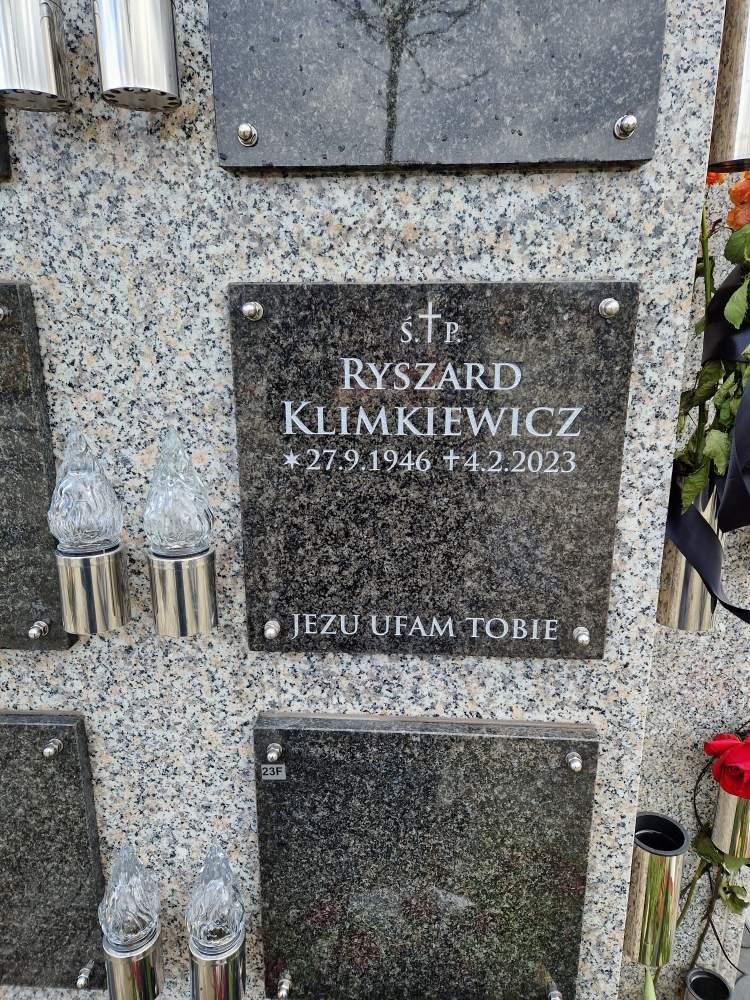 S.✝P.
RYSZARD
KLIMKIEWICZ
✶27.9.1946 ✝4.2.2023
JEZU UFAM TOBIE
23F